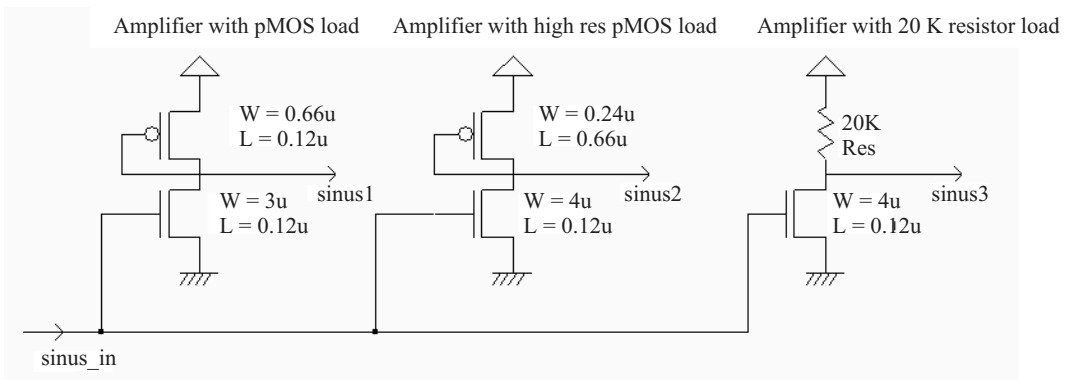 Amplifier with pMOS load
Amplifier with high res pMOS load
Amplifier with 20 K resistor load
W = 0.66u
L = 0.12u
W = 0.24u
L = 0.66u
20K
Res
sinus1
sinus2
sinus3
W = 3u
L = 0.12u
W = 4u
L = 0.12u
W = 4u
L = 0.12u
sinus_in